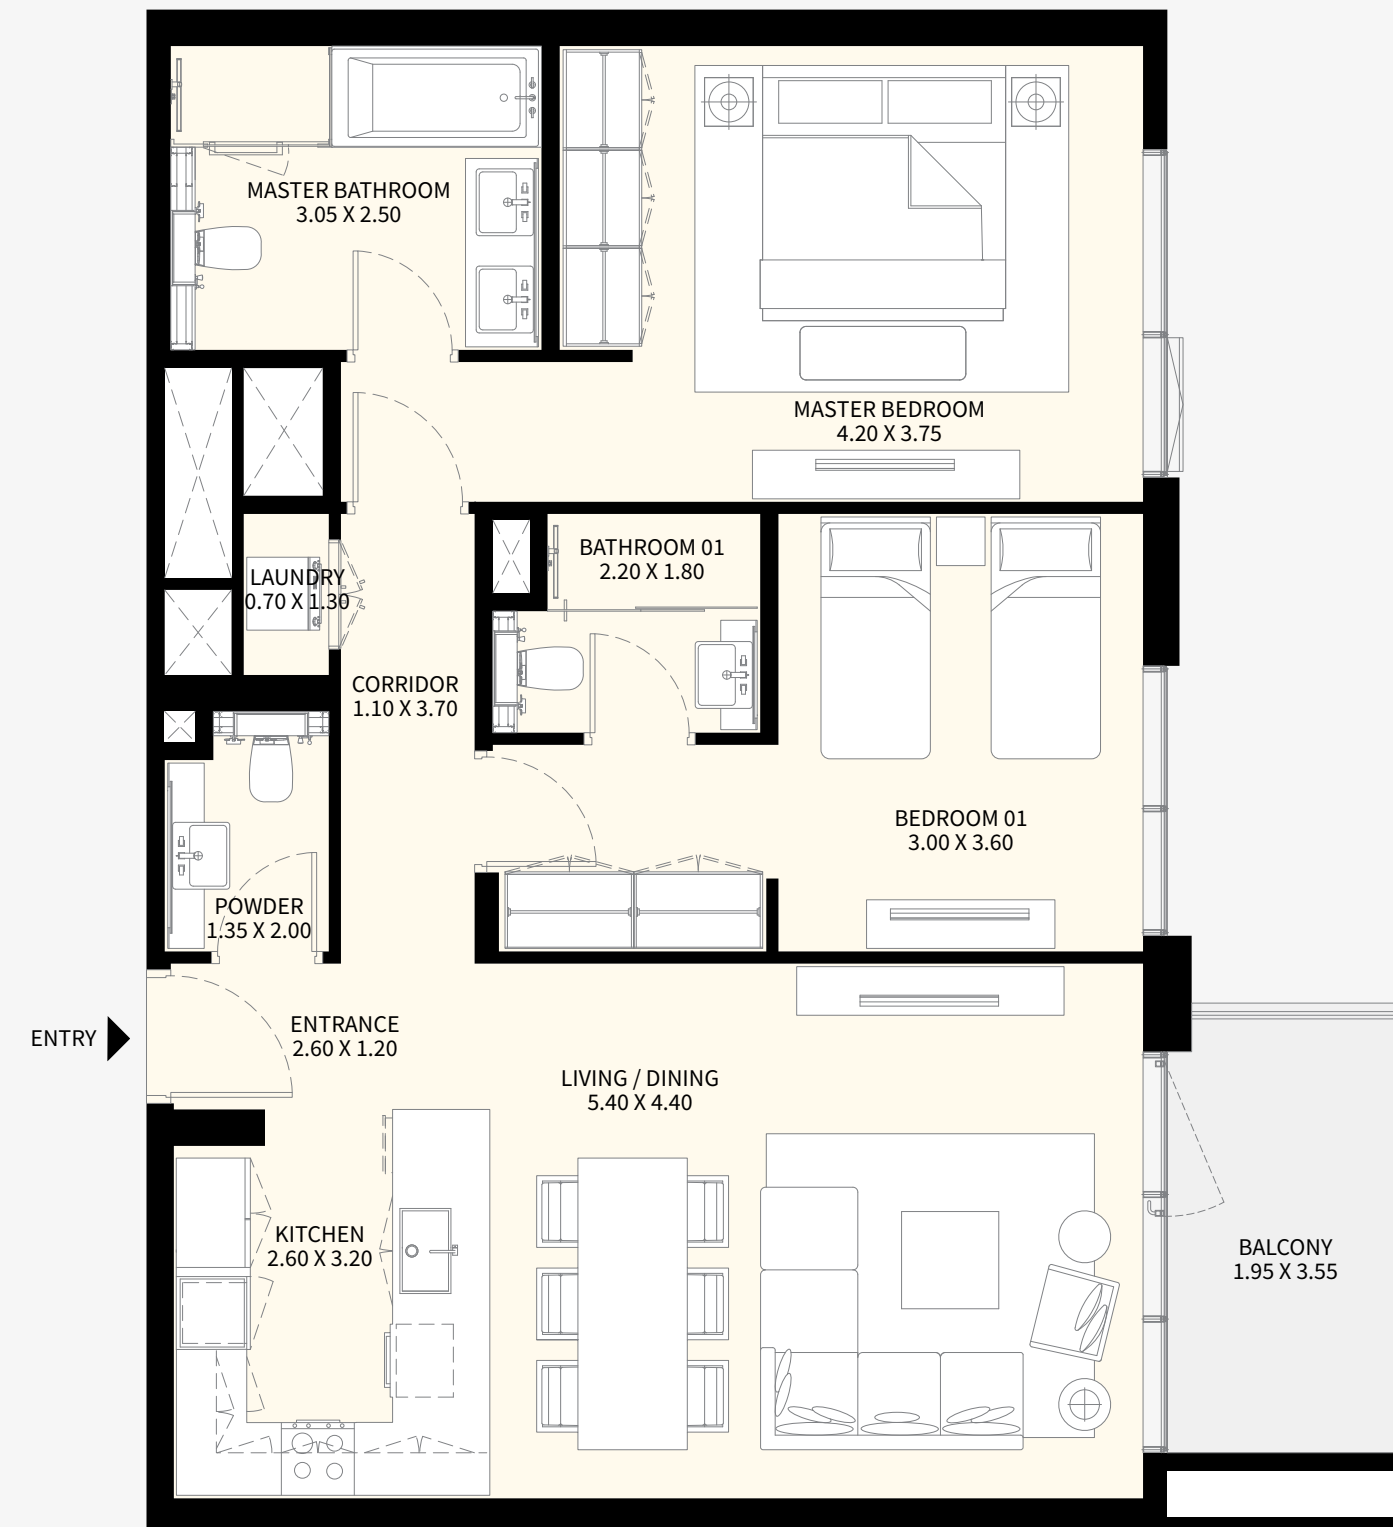 MASTER BATHROOM
3.05 X 2.50
MASTER BEDROOM
4.20 X 3.75
LAUNDRY
0.70 X 1.30
BATHROOM 01
2.20 X 1.80
CORRIDOR
1.10 X 3.70
BEDROOM 01
3.00 X 3.60
POWDER
1.35 X 2.00
ENTRY
ENTRANCE
2.60 X 1.20
LIVING / DINING
5.40 X 4.40
KITCHEN
2.60 X 3.20
BALCONY
1.95 X 3.55